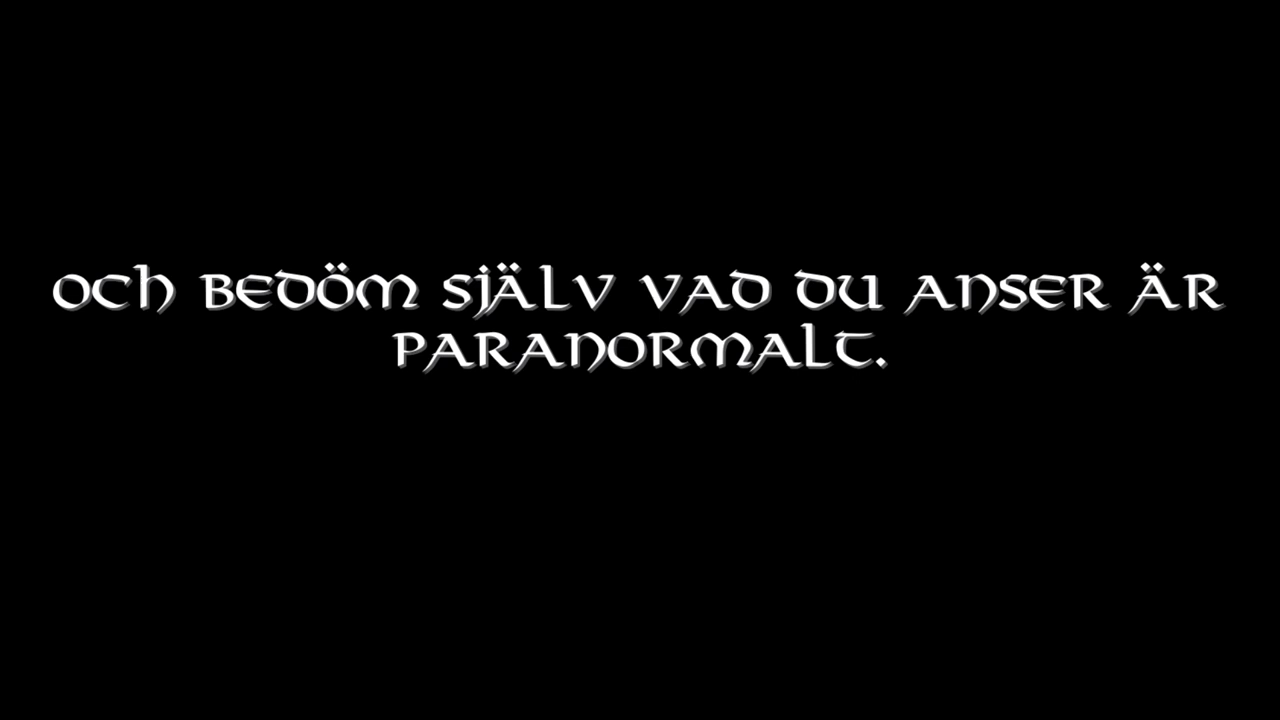 och bedöm själv vad du anser är
paranormalt.